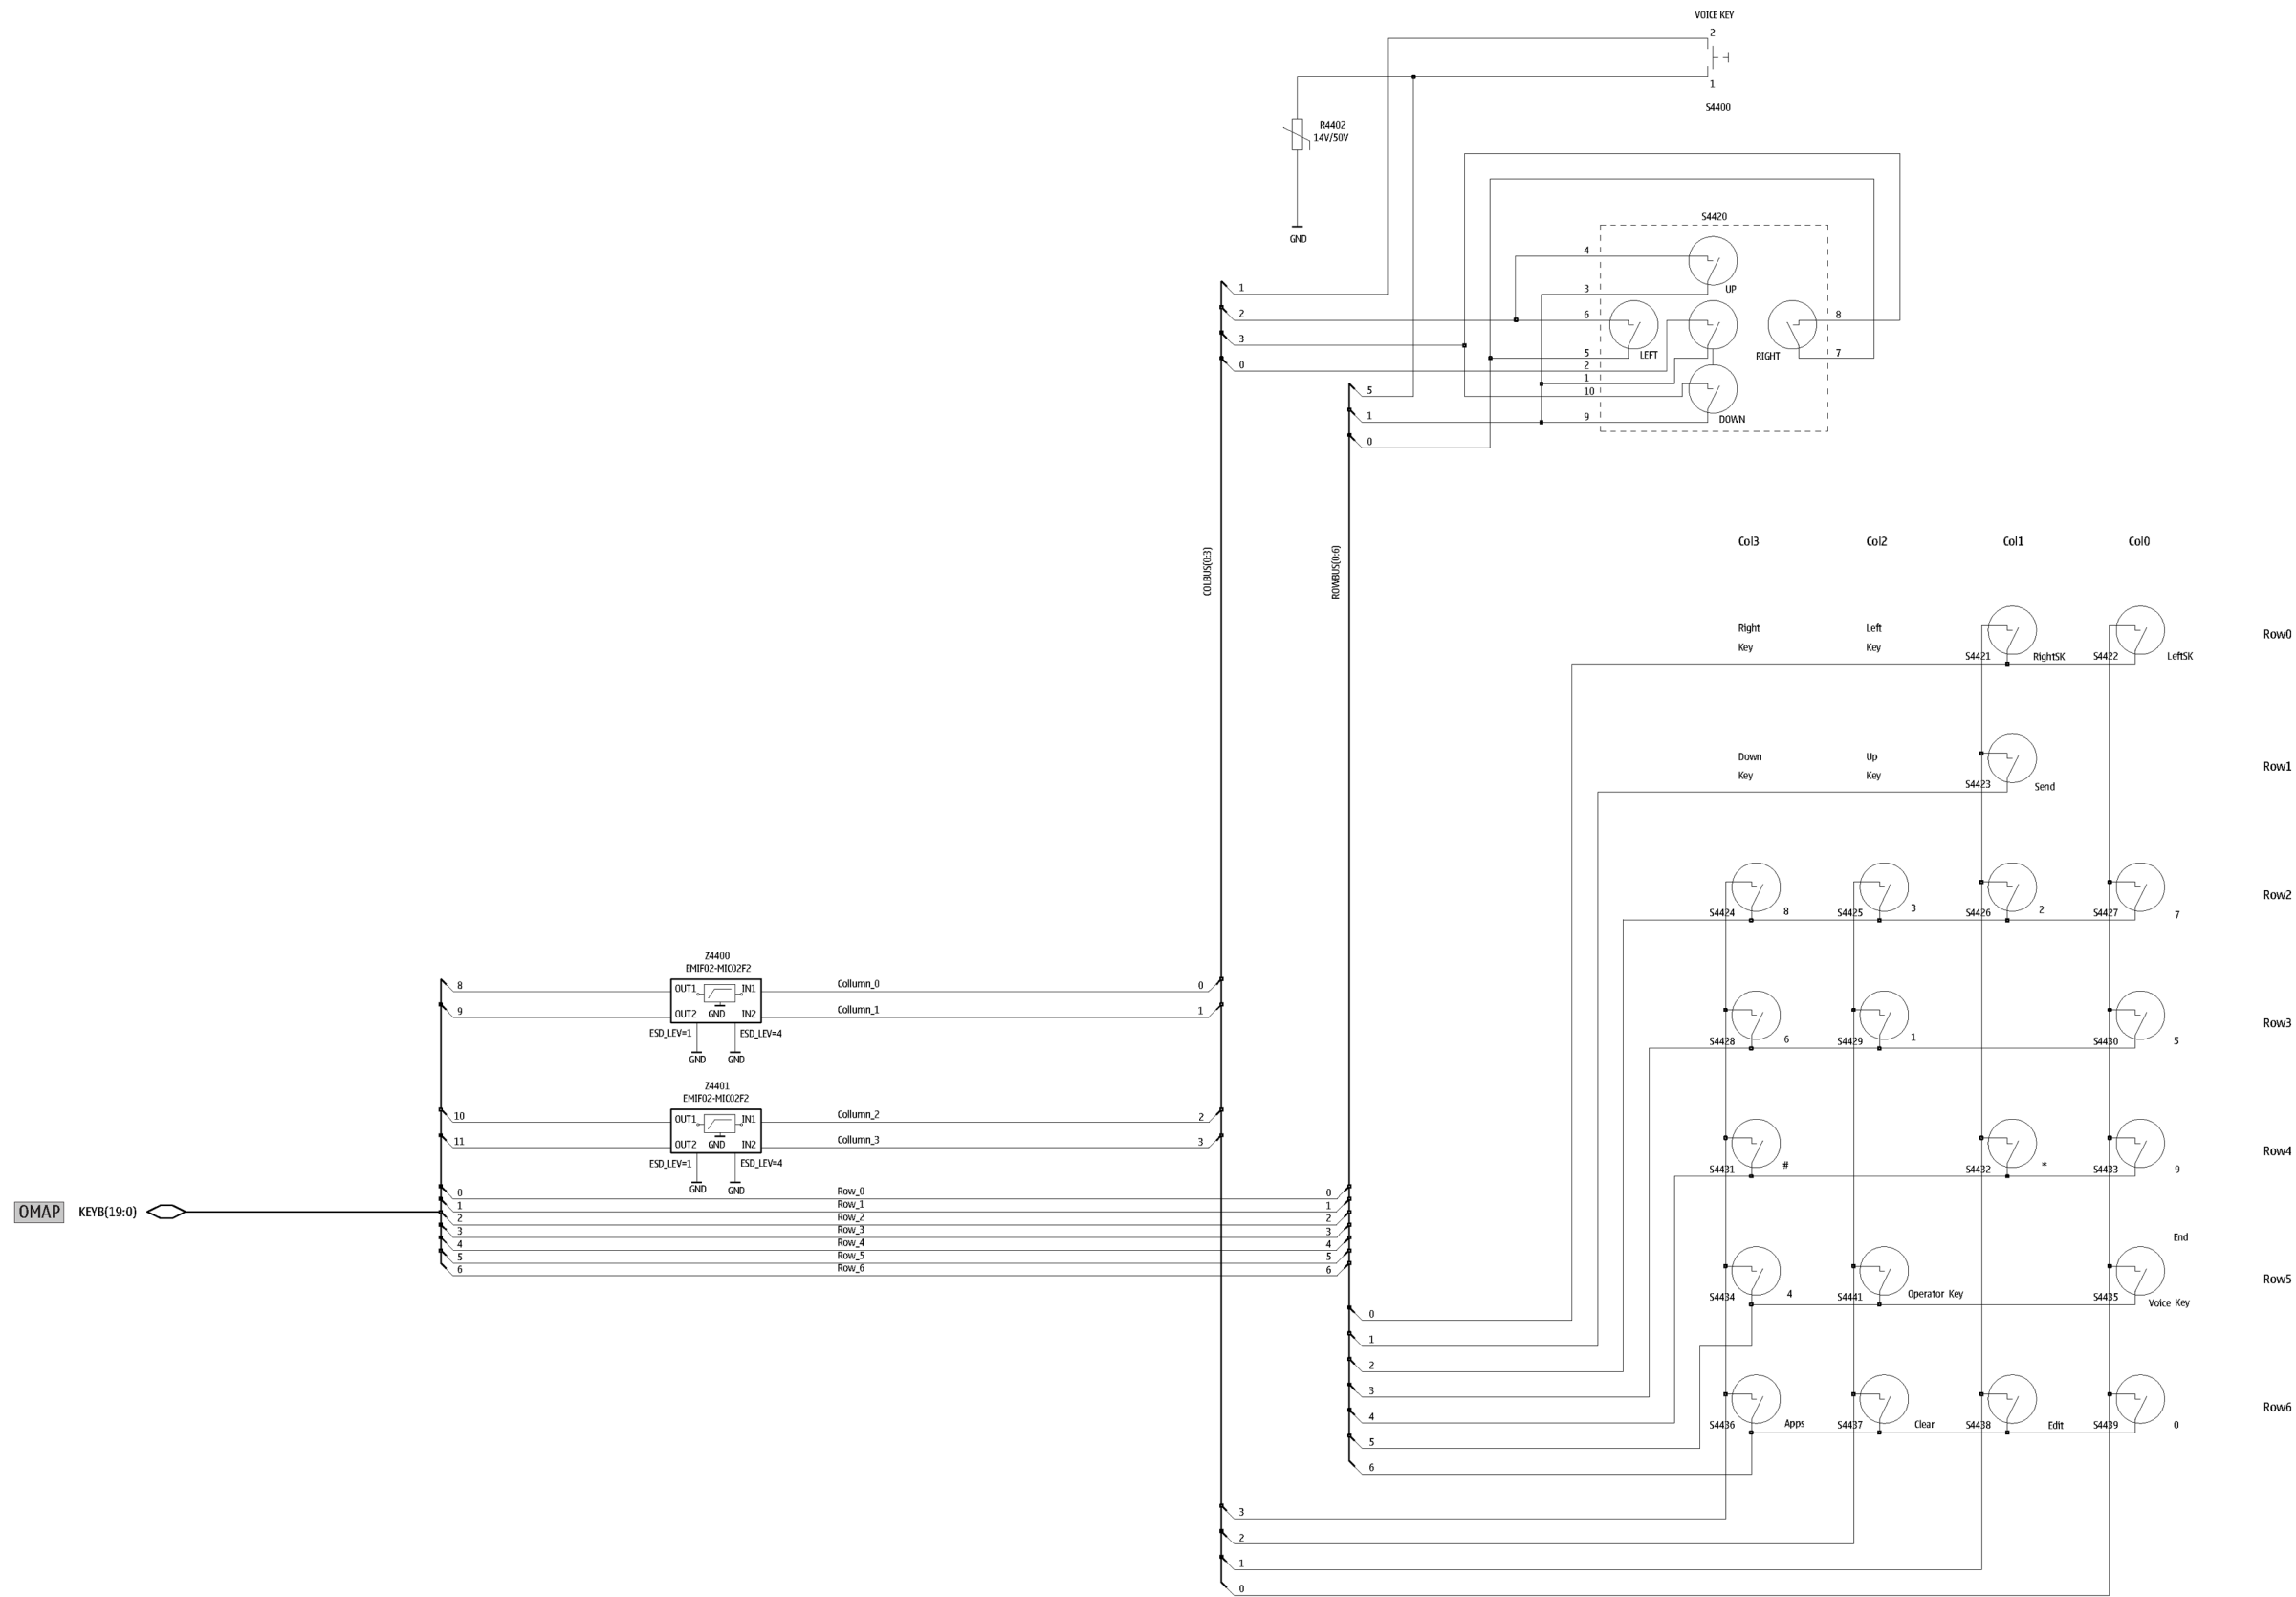 VOICE KEY
2
1
S4400
R4402
14V/50V
GND
S4420
4
3
UP
6
5
LEFT
2
1
10
9
DOWN
RIGHT
8
7
1
2
3
0
5
1
0
COLBUS(0:3)
ROWBUS(0:6)
Col3 Col2 Col1 Col0
Right
Key
Left
Key
S4421 RightSK
S4422 LeftSK
Row0
Down
Key
Up
Key
S4423 Send
Row1
S4424 8
S4425 3
S4426 2
S4427 7
Row2
S4428 6
S4429 1
S4430 5
Row3
S4431 #
S4432 *
S4433 9
Row4
S4434 4
S4441 Operator Key
End
S4435 Voice Key
Row5
S4436 Apps
S4437 Clear
S4438 Edit
S4439 0
Row6
Z4400
EMIF02-MIC02F2
8 OUT1 IN1 Collumn_0 0
9 OUT2 GND IN2 Collumn_1 1
ESD_LEV=1 ESD_LEV=4
GND GND
Z4401
EMIF02-MIC02F2
10 OUT1 IN1 Collumn_2 2
11 OUT2 GND IN2 Collumn_3 3
ESD_LEV=1 ESD_LEV=4
GND GND
OMAP KEYB(19:0)
0 Row_0 0
1 Row_1 1
2 Row_2 2
3 Row_3 3
4 Row_4 4
5 Row_5 5
6 Row_6 6
0
1
2
3
4
5
6
3
2
1
0